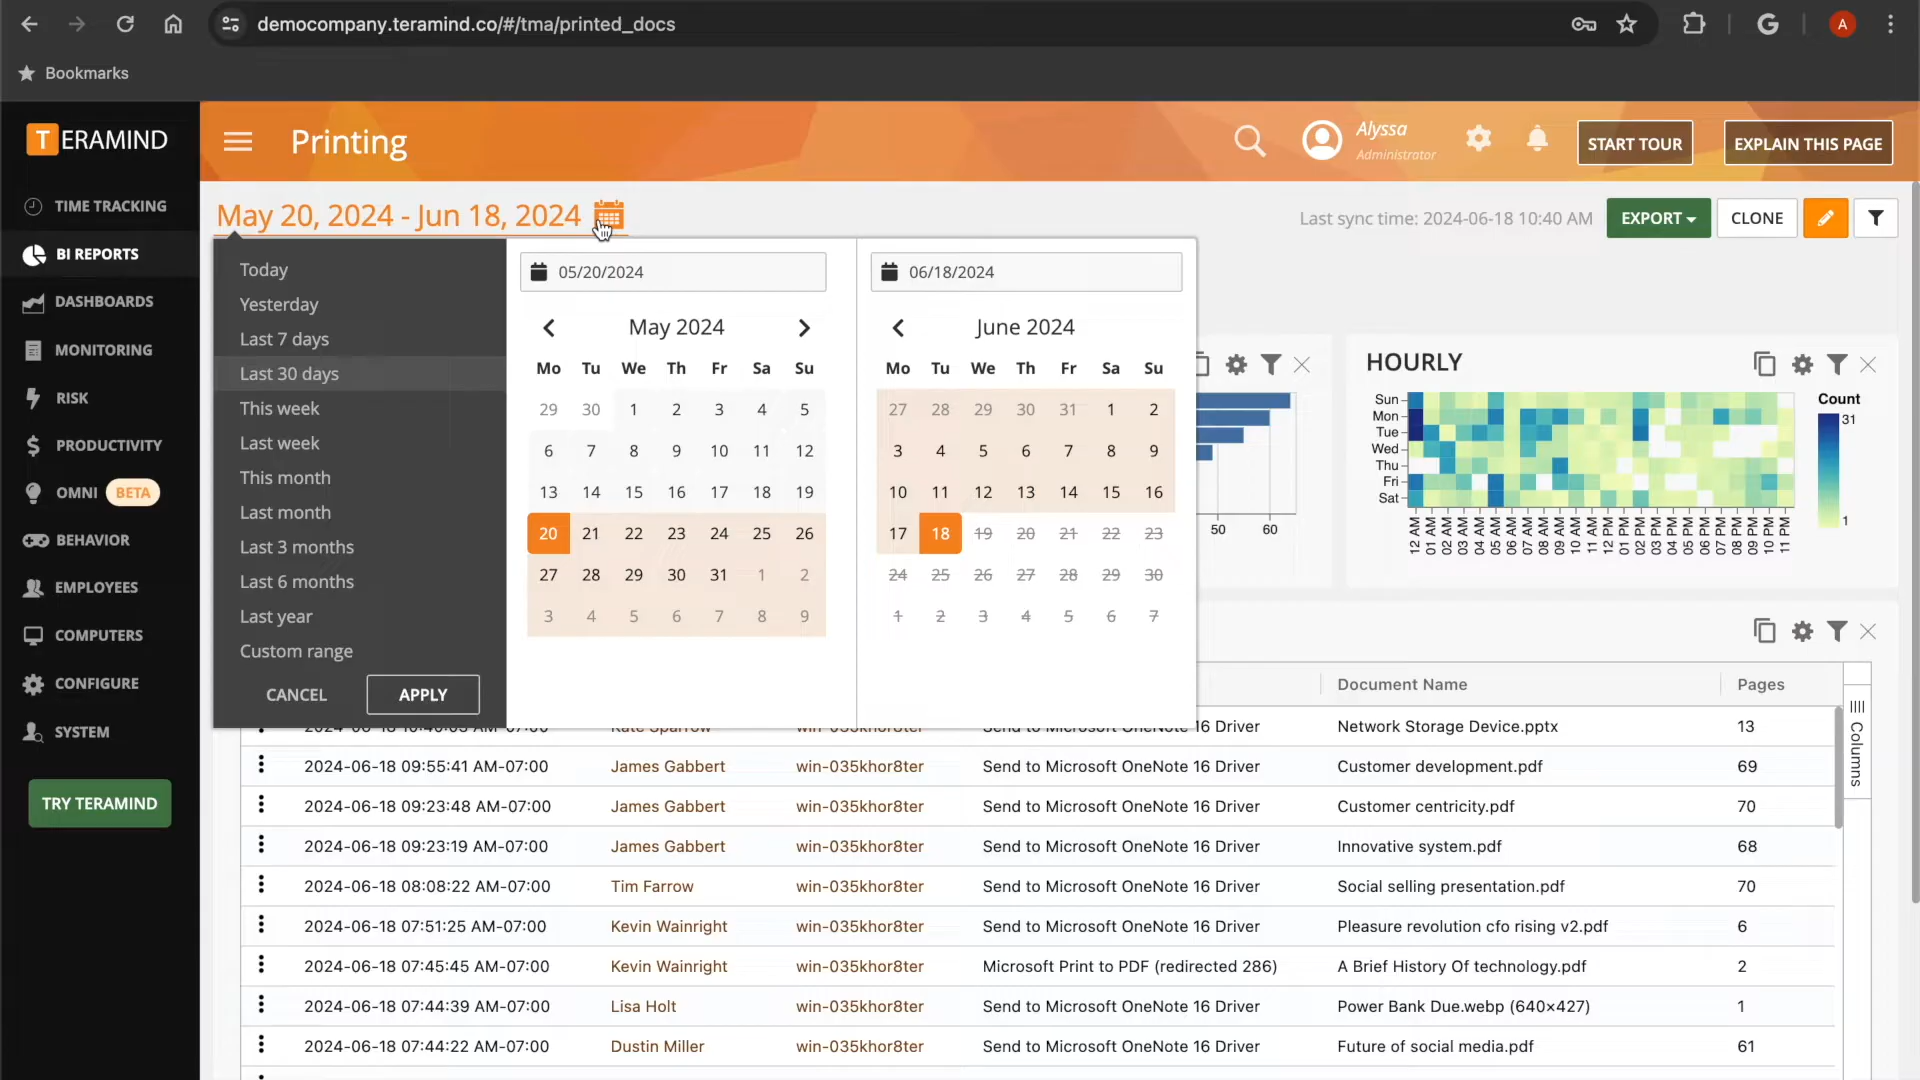 democompany.teramind.co/#/tma/printed_docs
A
Bookmarks
TERAMIND
Printing
Alyssa
Administrator
START TOUR
EXPLAIN THIS PAGE
TIME TRACKING
BI REPORTS
DASHBOARDS
MONITORING
RISK
PRODUCTIVITY
OMNI BETA
BEHAVIOR
EMPLOYEES
COMPUTERS
CONFIGURE
SYSTEM
TRY TERAMIND
May 20, 2024 - Jun 18, 2024
Last sync time: 2024-06-18 10:40 AM
EXPORT
CLONE
Today
Yesterday
Last 7 days
Last 30 days
This week
Last week
This month
Last month
Last 3 months
Last 6 months
Last year
Custom range
CANCEL
APPLY
05/20/2024
May 2024
Mo Tu We Th Fr Sa Su
29 30 1 2 3 4 5
6 7 8 9 10 11 12
13 14 15 16 17 18 19
20 21 22 23 24 25 26
27 28 29 30 31 1 2
3 4 5 6 7 8 9
06/18/2024
June 2024
Mo Tu We Th Fr Sa Su
27 28 29 30 31 1 2
3 4 5 6 7 8 9
10 11 12 13 14 15 16
17 18 19 20 21 22 23
24 25 26 27 28 29 30
1 2 3 4 5 6 7
50 60
HOURLY
Sun
Mon
Tue
Wed
Thu
Fri
Sat
12 AM 01 AM 02 AM 03 AM 04 AM 05 AM 06 AM 07 AM 08 AM 09 AM 10 AM 11 AM 12 PM 01 PM 02 PM 03 PM 04 PM 05 PM 06 PM 07 PM 08 PM 09 PM 10 PM 11 PM
Count
31
1
Document Name Pages
Columns
Send to Microsoft OneNote 16 Driver Network Storage Device.pptx 13
2024-06-18 09:55:41 AM-07:00 James Gabbert win-035khor8ter Send to Microsoft OneNote 16 Driver Customer development.pdf 69
2024-06-18 09:23:48 AM-07:00 James Gabbert win-035khor8ter Send to Microsoft OneNote 16 Driver Customer centricity.pdf 70
2024-06-18 09:23:19 AM-07:00 James Gabbert win-035khor8ter Send to Microsoft OneNote 16 Driver Innovative system.pdf 68
2024-06-18 08:08:22 AM-07:00 Tim Farrow win-035khor8ter Send to Microsoft OneNote 16 Driver Social selling presentation.pdf 70
2024-06-18 07:51:25 AM-07:00 Kevin Wainright win-035khor8ter Send to Microsoft OneNote 16 Driver Pleasure revolution cfo rising v2.pdf 6
2024-06-18 07:45:45 AM-07:00 Kevin Wainright win-035khor8ter Microsoft Print to PDF (redirected 286) A Brief History Of technology.pdf 2
2024-06-18 07:44:39 AM-07:00 Lisa Holt win-035khor8ter Send to Microsoft OneNote 16 Driver Power Bank Due.webp (640×427) 1
2024-06-18 07:44:22 AM-07:00 Dustin Miller win-035khor8ter Send to Microsoft OneNote 16 Driver Future of social media.pdf 61